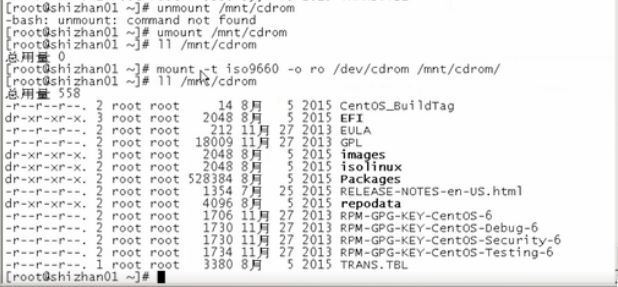 [root@shizhan01 ~]# unmount /mnt/cdrom
-bash: unmount: command not found
[root@shizhan01 ~]# umount /mnt/cdrom
[root@shizhan01 ~]# ll /mnt/cdrom
总用量 0
[root@shizhan01 ~]# mount -t iso9660 -o ro /dev/cdrom /mnt/cdrom/
[root@shizhan01 ~]# ll /mnt/cdrom
总用量 558
-r--r--r--. 2 root root 14 8月 5 2015 CentOS_BuildTag
dr-xr-xr-x. 3 root root 2048 8月 5 2015 EFI
-r--r--r--. 2 root root 212 11月 27 2013 EULA
-r--r--r--. 2 root root 18009 11月 27 2013 GPL
dr-xr-xr-x. 3 root root 2048 8月 5 2015 images
dr-xr-xr-x. 2 root root 2048 8月 5 2015 isolinux
dr-xr-xr-x. 2 root root 528384 8月 5 2015 Packages
-r--r--r--. 2 root root 1354 7月 25 2015 RELEASE-NOTES-en-US.html
dr-xr-xr-x. 2 root root 4096 8月 5 2015 repodata
-r--r--r--. 2 root root 1706 11月 27 2013 RPM-GPG-KEY-CentOS-6
-r--r--r--. 2 root root 1730 11月 27 2013 RPM-GPG-KEY-CentOS-Debug-6
-r--r--r--. 2 root root 1730 11月 27 2013 RPM-GPG-KEY-CentOS-Security-6
-r--r--r--. 2 root root 1734 11月 27 2013 RPM-GPG-KEY-CentOS-Testing-6
-r--r--r--. 1 root root 3380 8月 5 2015 TRANS.TBL
[root@shizhan01 ~]#